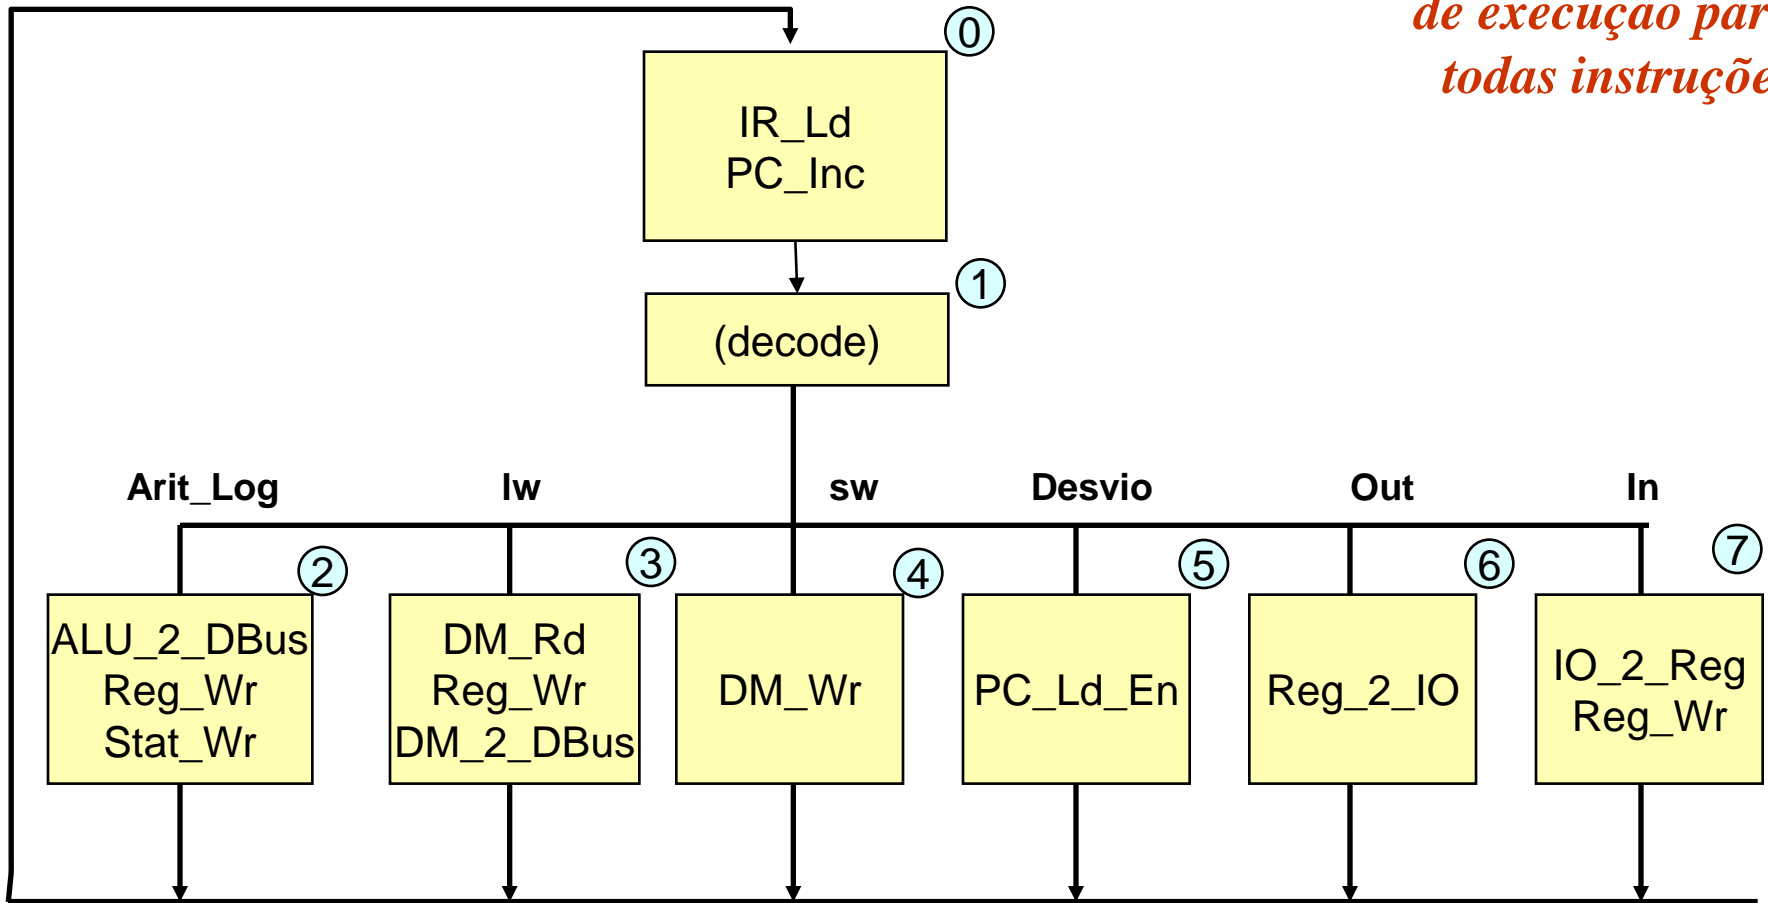 de execução par
todas instruçõe
0
IR_Ld
PC_Inc
1
(decode)
Arit_Log
lw
sw
Desvio
Out
In
2
3
4
5
6
7
ALU_2_DBus
Reg_Wr
Stat_Wr
DM_Rd
Reg_Wr
DM_2_DBus
DM_Wr
PC_Ld_En
Reg_2_IO
IO_2_Reg
Reg_Wr